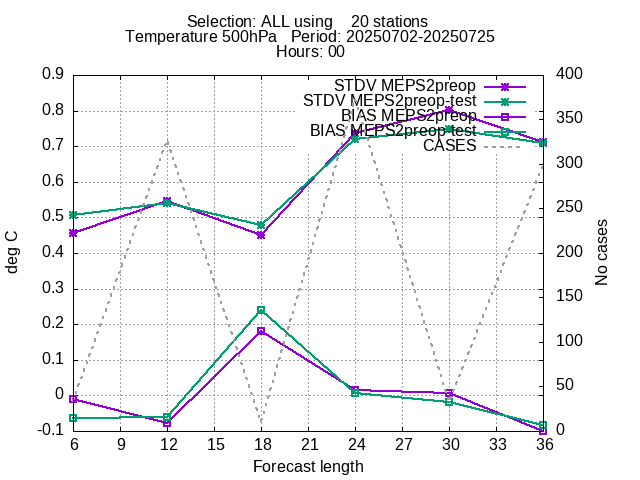 Selection: ALL using    20 stations
Temperature 500hPa   Period: 20250702-20250725
Hours: 00
STDV MEPS2preop
STDV MEPS2preop-test
BIAS MEPS2preop
BIAS MEPS2preop-test
CASES
0.9
0.8
0.7
0.6
0.5
0.4
0.3
0.2
0.1
0
-0.1
deg C
400
350
300
250
200
150
100
50
0
No cases
6 9 12 15 18 21 24 27 30 33 36
Forecast length